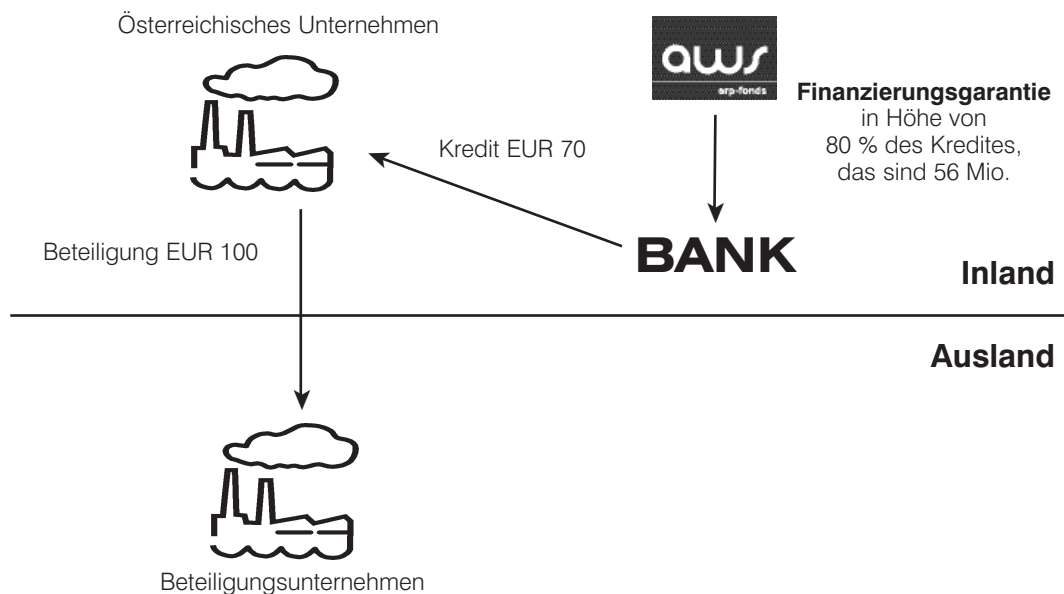 Österreichisches Unternehmen
aws
erp-fonds
Finanzierungsgarantie
in Höhe von
80 % des Kredites,
das sind 56 Mio.
Kredit EUR 70
Beteiligung EUR 100
BANK
Inland
Ausland
Beteiligungsunternehmen